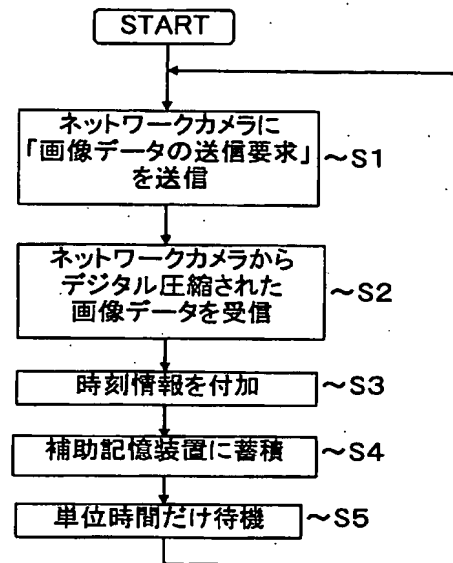 START
ネットワークカメラに
「画像データの送信要求」
を送信
～S1
ネットワークカメラから
デジタル圧縮された
画像データを受信
～S2
時刻情報を付加
～S3
補助記憶装置に蓄積
～S4
単位時間だけ待機
～S5